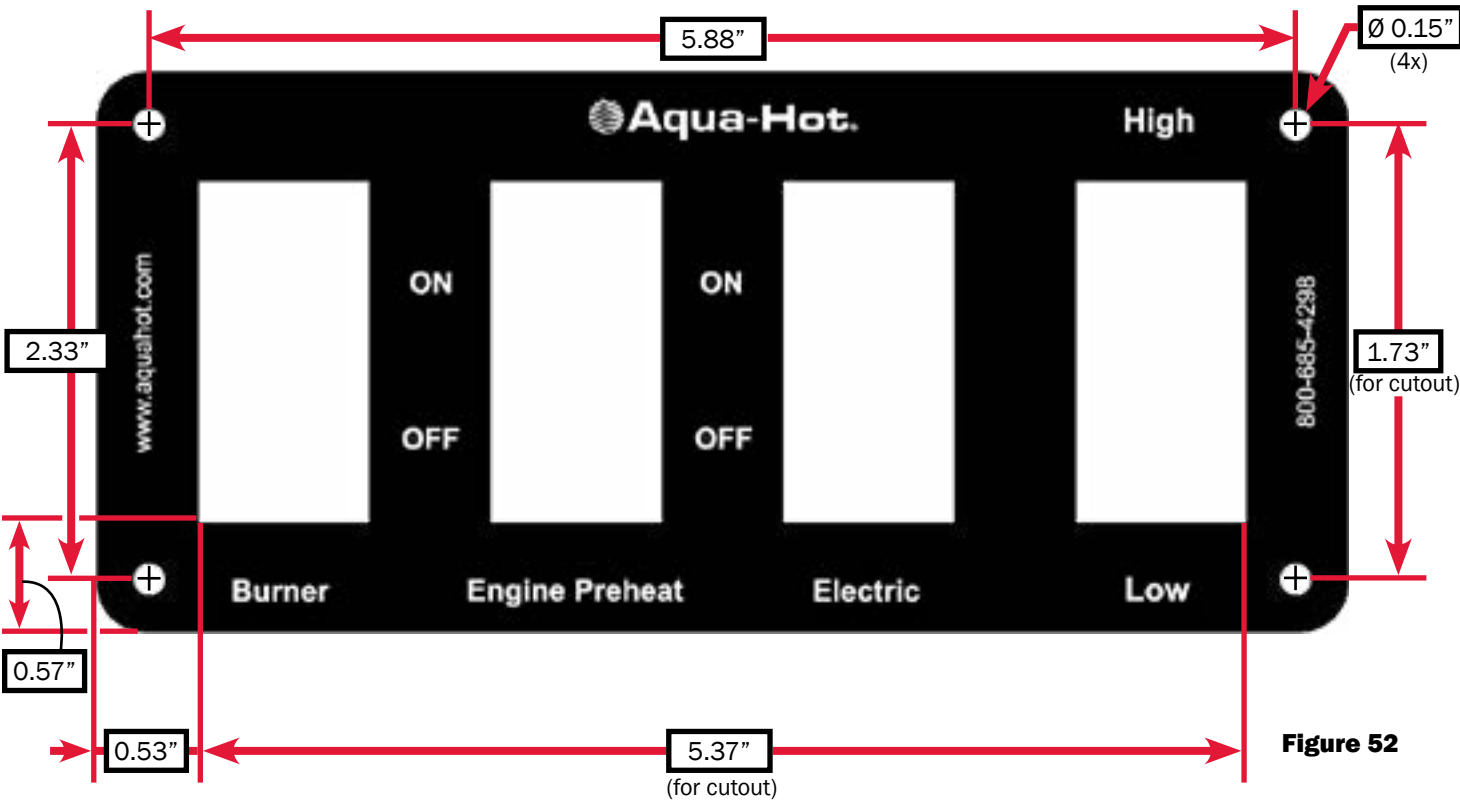 5.88”
Ø 0.15”
(4x)
Aqua-Hot.
High
www.aquahot.com
ON
ON
800-685-4298
2.33”
1.73”
(for cutout)
OFF
OFF
Burner
Engine Preheat
Electric
Low
0.57”
0.53”
5.37”
(for cutout)
Figure 52